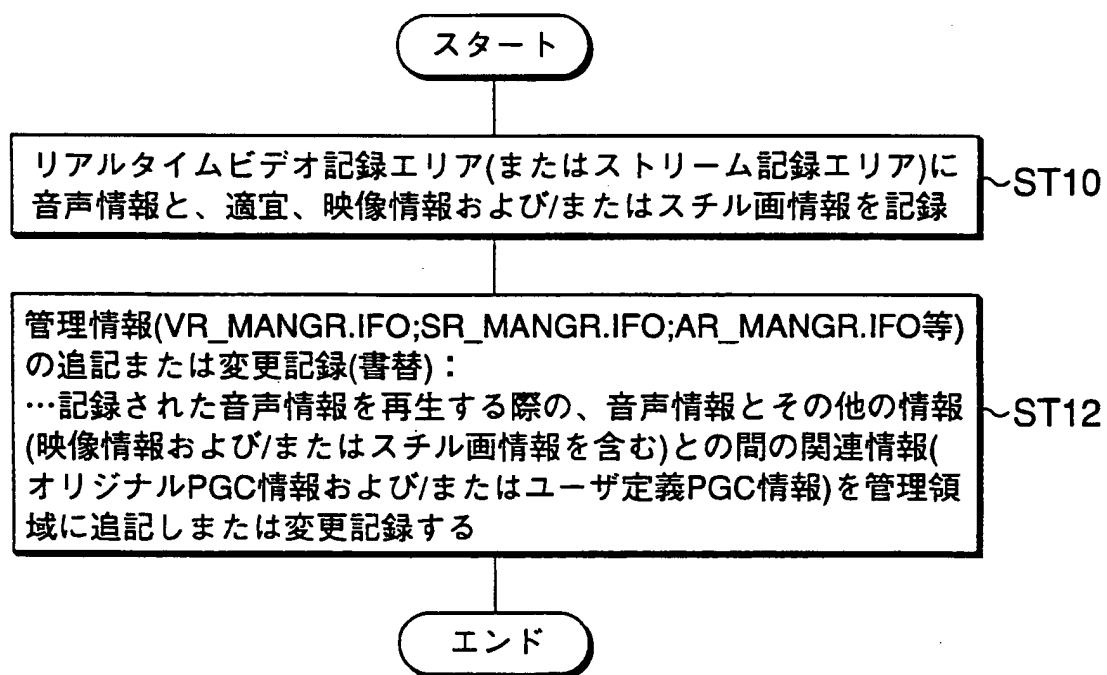 スタート
リアルタイムビデオ記録エリア(またはストリーム記録エリア)に
音声情報と、適宜、映像情報および/またはスチル画情報を記録
~ST10
管理情報(VR_MANGR.IFO;SR_MANGR.IFO;AR_MANGR.IFO等)
の追記または変更記録(書替)：
…記録された音声情報を再生する際の、音声情報とその他の情報
(映像情報および/またはスチル画情報を含む)との間の関連情報(
オリジナルPGC情報および/またはユーザ定義PGC情報)を管理領
域に追記しまたは変更記録する
~ST12
エンド